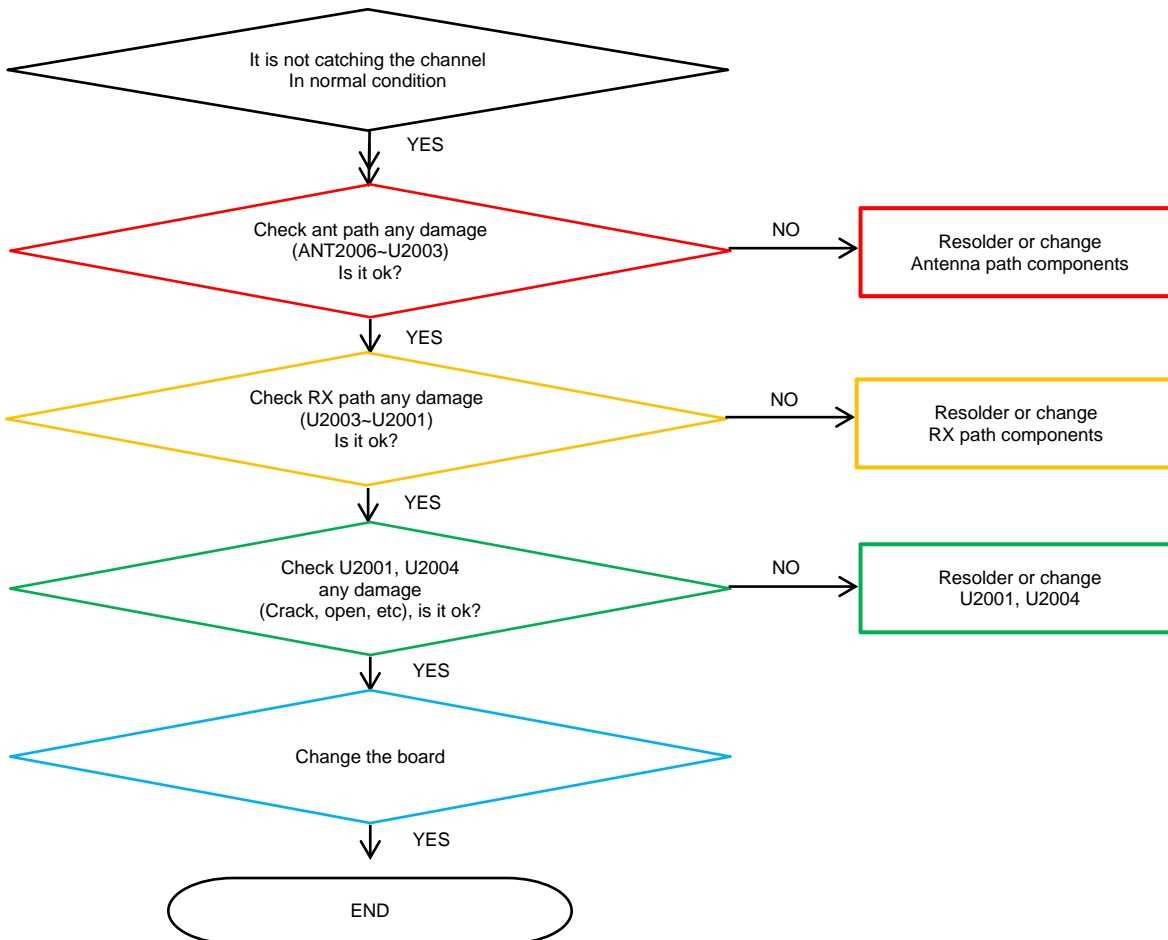 It is not catching the channel
In normal condition
YES
Check ant path any damage
(ANT2006~U2003)
Is it ok?
NO
Resolder or change
Antenna path components
YES
Check RX path any damage
(U2003~U2001)
Is it ok?
NO
Resolder or change
RX path components
YES
Check U2001, U2004
any damage
(Crack, open, etc), is it ok?
NO
Resolder or change
U2001, U2004
YES
Change the board
YES
END